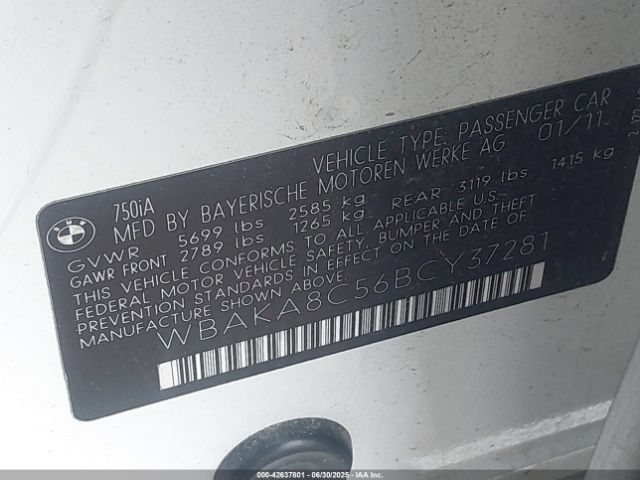 BMW
750iA
VEHICLE TYPE: PASSENGER CAR
MFD BY BAYERISCHE MOTOREN WERKE AG 01/11
GVWR 5699 lbs 2585 kg
GAWR FRONT 2789 lbs 1265 kg REAR 3119 lbs 1415 kg
THIS VEHICLE CONFORMS TO ALL APPLICABLE U.S.
FEDERAL MOTOR VEHICLE SAFETY, BUMPER, AND THEFT
PREVENTION STANDARDS IN EFFECT ON THE DATE OF
MANUFACTURE SHOWN ABOVE.
WBAKA8C56BCY37281
000-42637801 - 06/30/2025 - IAAI.COM